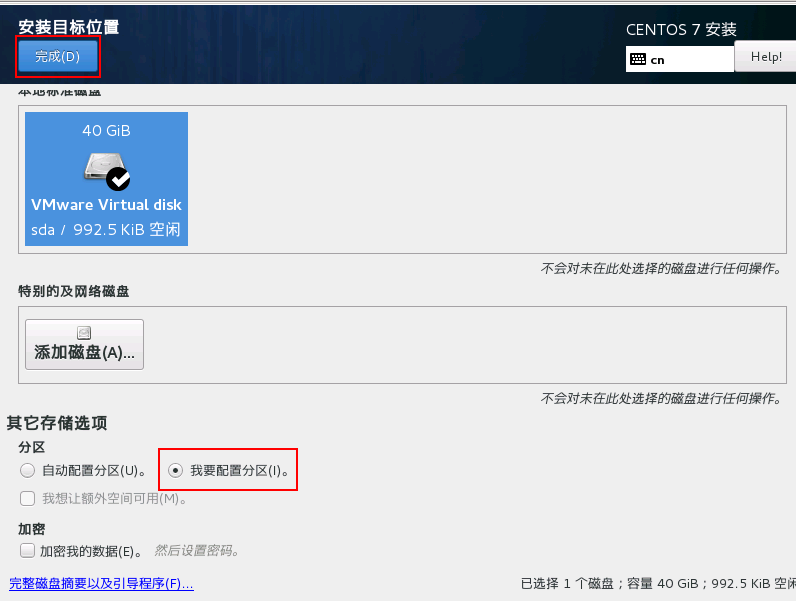 安装目标位置
CENTOS 7 安装
完成(D)
cn
Help!
本地标准磁盘
40 GiB
VMware Virtual disk
sda / 992.5 KiB 空闲
不会对未在此处选择的磁盘进行任何操作。
特别的及网络磁盘
添加磁盘(A)...
不会对未在此处选择的磁盘进行任何操作。
其它存储选项
分区
自动配置分区(U)。
我要配置分区(I)。
我想让额外空间可用(M)。
加密
加密我的数据(E)。 然后设置密码。
完整磁盘摘要以及引导程序(F)...
已选择 1 个磁盘；容量 40 GiB；992.5 KiB 空闲